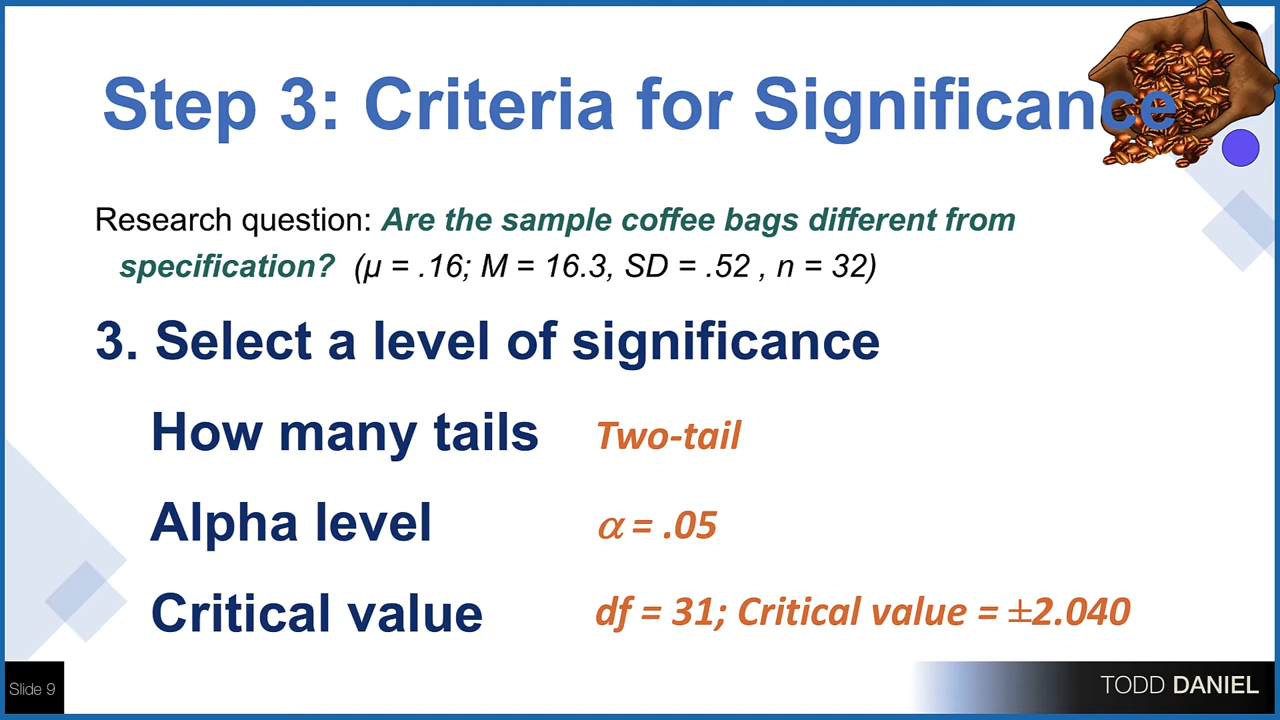 Step 3: Criteria for Significance
Research question: Are the sample coffee bags different from
specification? (μ = .16; M = 16.3, SD = .52 , n = 32)
3. Select a level of significance
How many tails Two-tail
Alpha level α = .05
Critical value df = 31; Critical value = ±2.040
Slide 9
TODD DANIEL